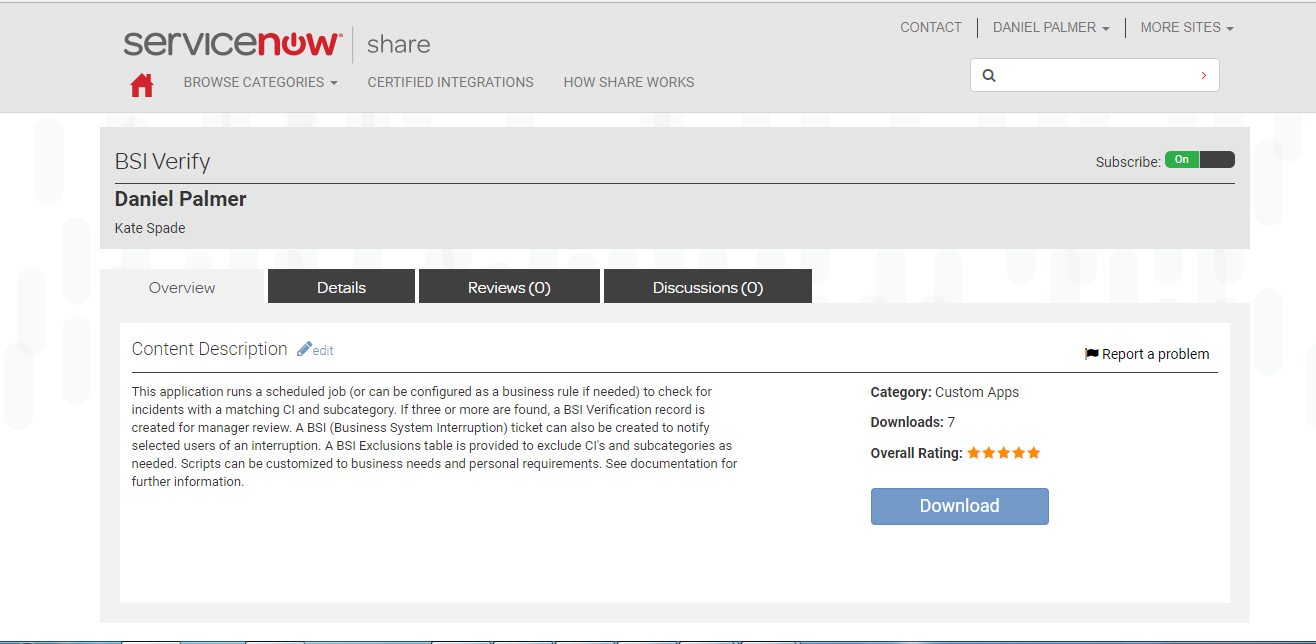 servicenow share
CONTACT DANIEL PALMER MORE SITES
BROWSE CATEGORIES CERTIFIED INTEGRATIONS HOW SHARE WORKS
BSI Verify
Subscribe: On
Daniel Palmer
Kate Spade
Overview Details Reviews (0) Discussions (0)
Content Description edit
Report a problem
This application runs a scheduled job (or can be configured as a business rule if needed) to check for
incidents with a matching CI and subcategory. If three or more are found, a BSI Verification record is
created for manager review. A BSI (Business System Interruption) ticket can also be created to notify
selected users of an interruption. A BSI Exclusions table is provided to exclude CI's and subcategories as
needed. Scripts can be customized to business needs and personal requirements. See documentation for
further information.
Category: Custom Apps
Downloads: 7
Overall Rating:
Download